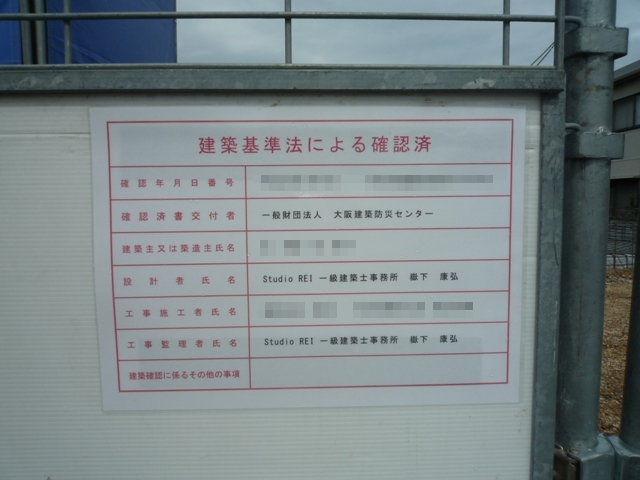 建築基準法による確認済
確認年月日番号
確認済書交付者 一般財団法人 大阪建築防災センター
建築主又は築造主氏名
設計者氏名 Studio REI 一級建築士事務所 嶽下 康弘
工事施工者氏名
工事監理者氏名 Studio REI 一級建築士事務所 嶽下 康弘
建築確認に係るその他の事項